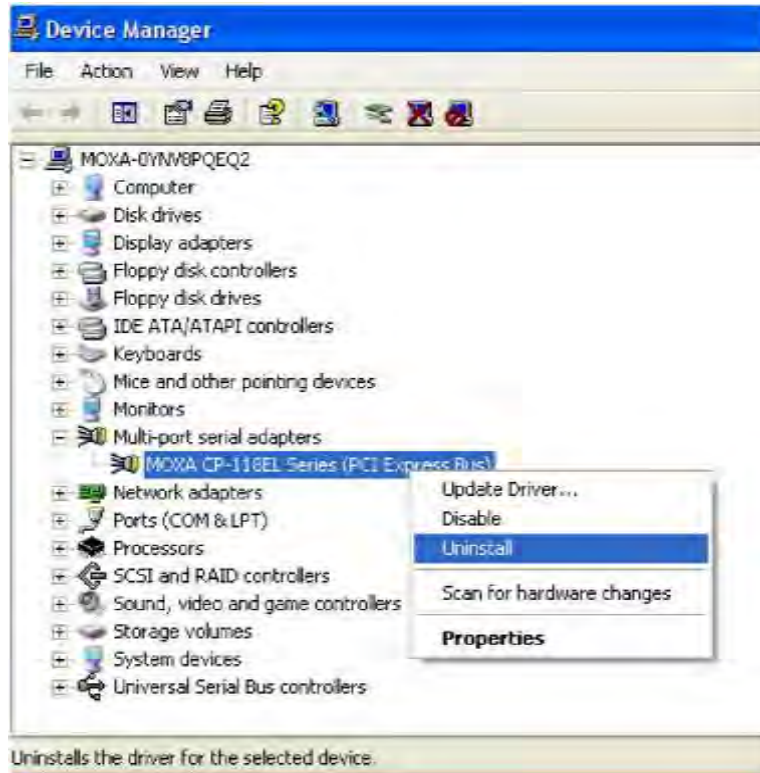 Device Manager
File Action View Help
MOXA-0YNV8PQEQ2
Computer
Disk drives
Display adapters
Floppy disk controllers
Floppy disk drives
IDE ATA/ATAPI controllers
Keyboards
Mice and other pointing devices
Monitors
Multi-port serial adapters
MOXA CP-118EL Series (PCI Express Bus)
Network adapters
Ports (COM & LPT)
Processors
SCSI and RAID controllers
Sound, video and game controllers
Storage volumes
System devices
Universal Serial Bus controllers
Update Driver...
Disable
Uninstall
Scan for hardware changes
Properties
Uninstalls the driver for the selected device.